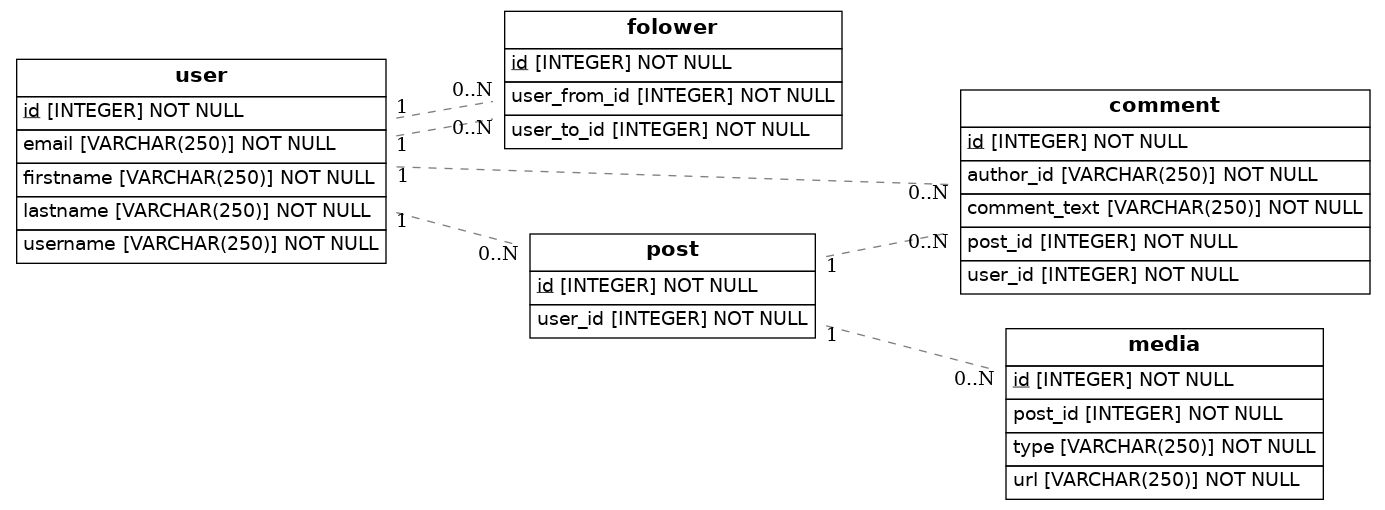 user
id [INTEGER] NOT NULL
email [VARCHAR(250)] NOT NULL
firstname [VARCHAR(250)] NOT NULL
lastname [VARCHAR(250)] NOT NULL
username [VARCHAR(250)] NOT NULL
1
0..N
1
0..N
1
0..N
1
0..N
folower
id [INTEGER] NOT NULL
user_from_id [INTEGER] NOT NULL
user_to_id [INTEGER] NOT NULL
post
id [INTEGER] NOT NULL
user_id [INTEGER] NOT NULL
1
0..N
1
0..N
comment
id [INTEGER] NOT NULL
author_id [VARCHAR(250)] NOT NULL
comment_text [VARCHAR(250)] NOT NULL
post_id [INTEGER] NOT NULL
user_id [INTEGER] NOT NULL
media
id [INTEGER] NOT NULL
post_id [INTEGER] NOT NULL
type [VARCHAR(250)] NOT NULL
url [VARCHAR(250)] NOT NULL